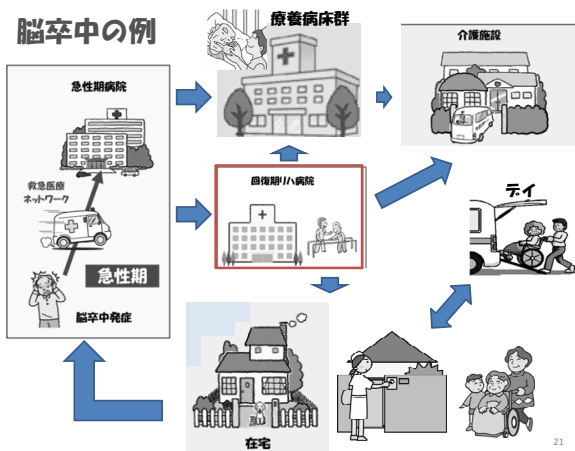 脳卒中の例
療養病床群
介護施設
急性期病院
救急医療
ネットワーク
急性期
脳卒中発症
回復期リハ病院
デイ
在宅
21